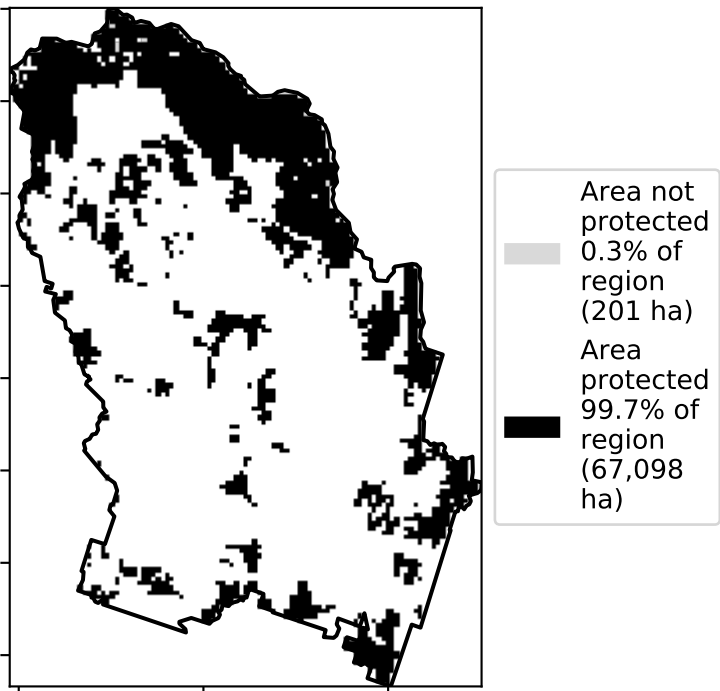 Area not
protected
0.3% of
region
(201 ha)
Area
protected
99.7% of
region
(67,098
ha)